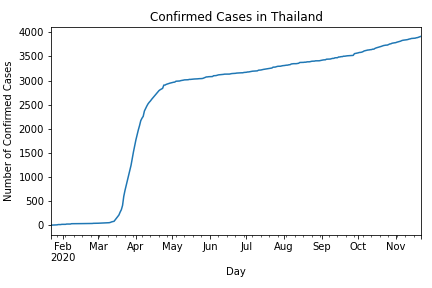 Confirmed Cases in Thailand
Number of Confirmed Cases
4000
3500
3000
2500
2000
1500
1000
500
0
Feb Mar Apr May Jun Jul Aug Sep Oct Nov
2020
Day